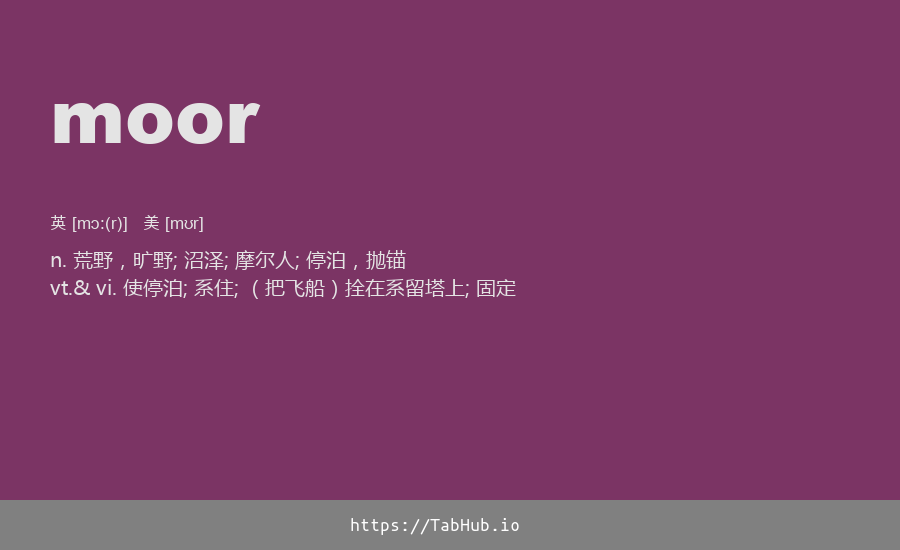 moor
英 [mɔː(r)] 美 [mʊr]
n. 荒野，旷野; 沼泽; 摩尔人; 停泊，抛锚
vt.& vi. 使停泊; 系住; （把飞船）拴在系留塔上; 固定
https://TabHub.io